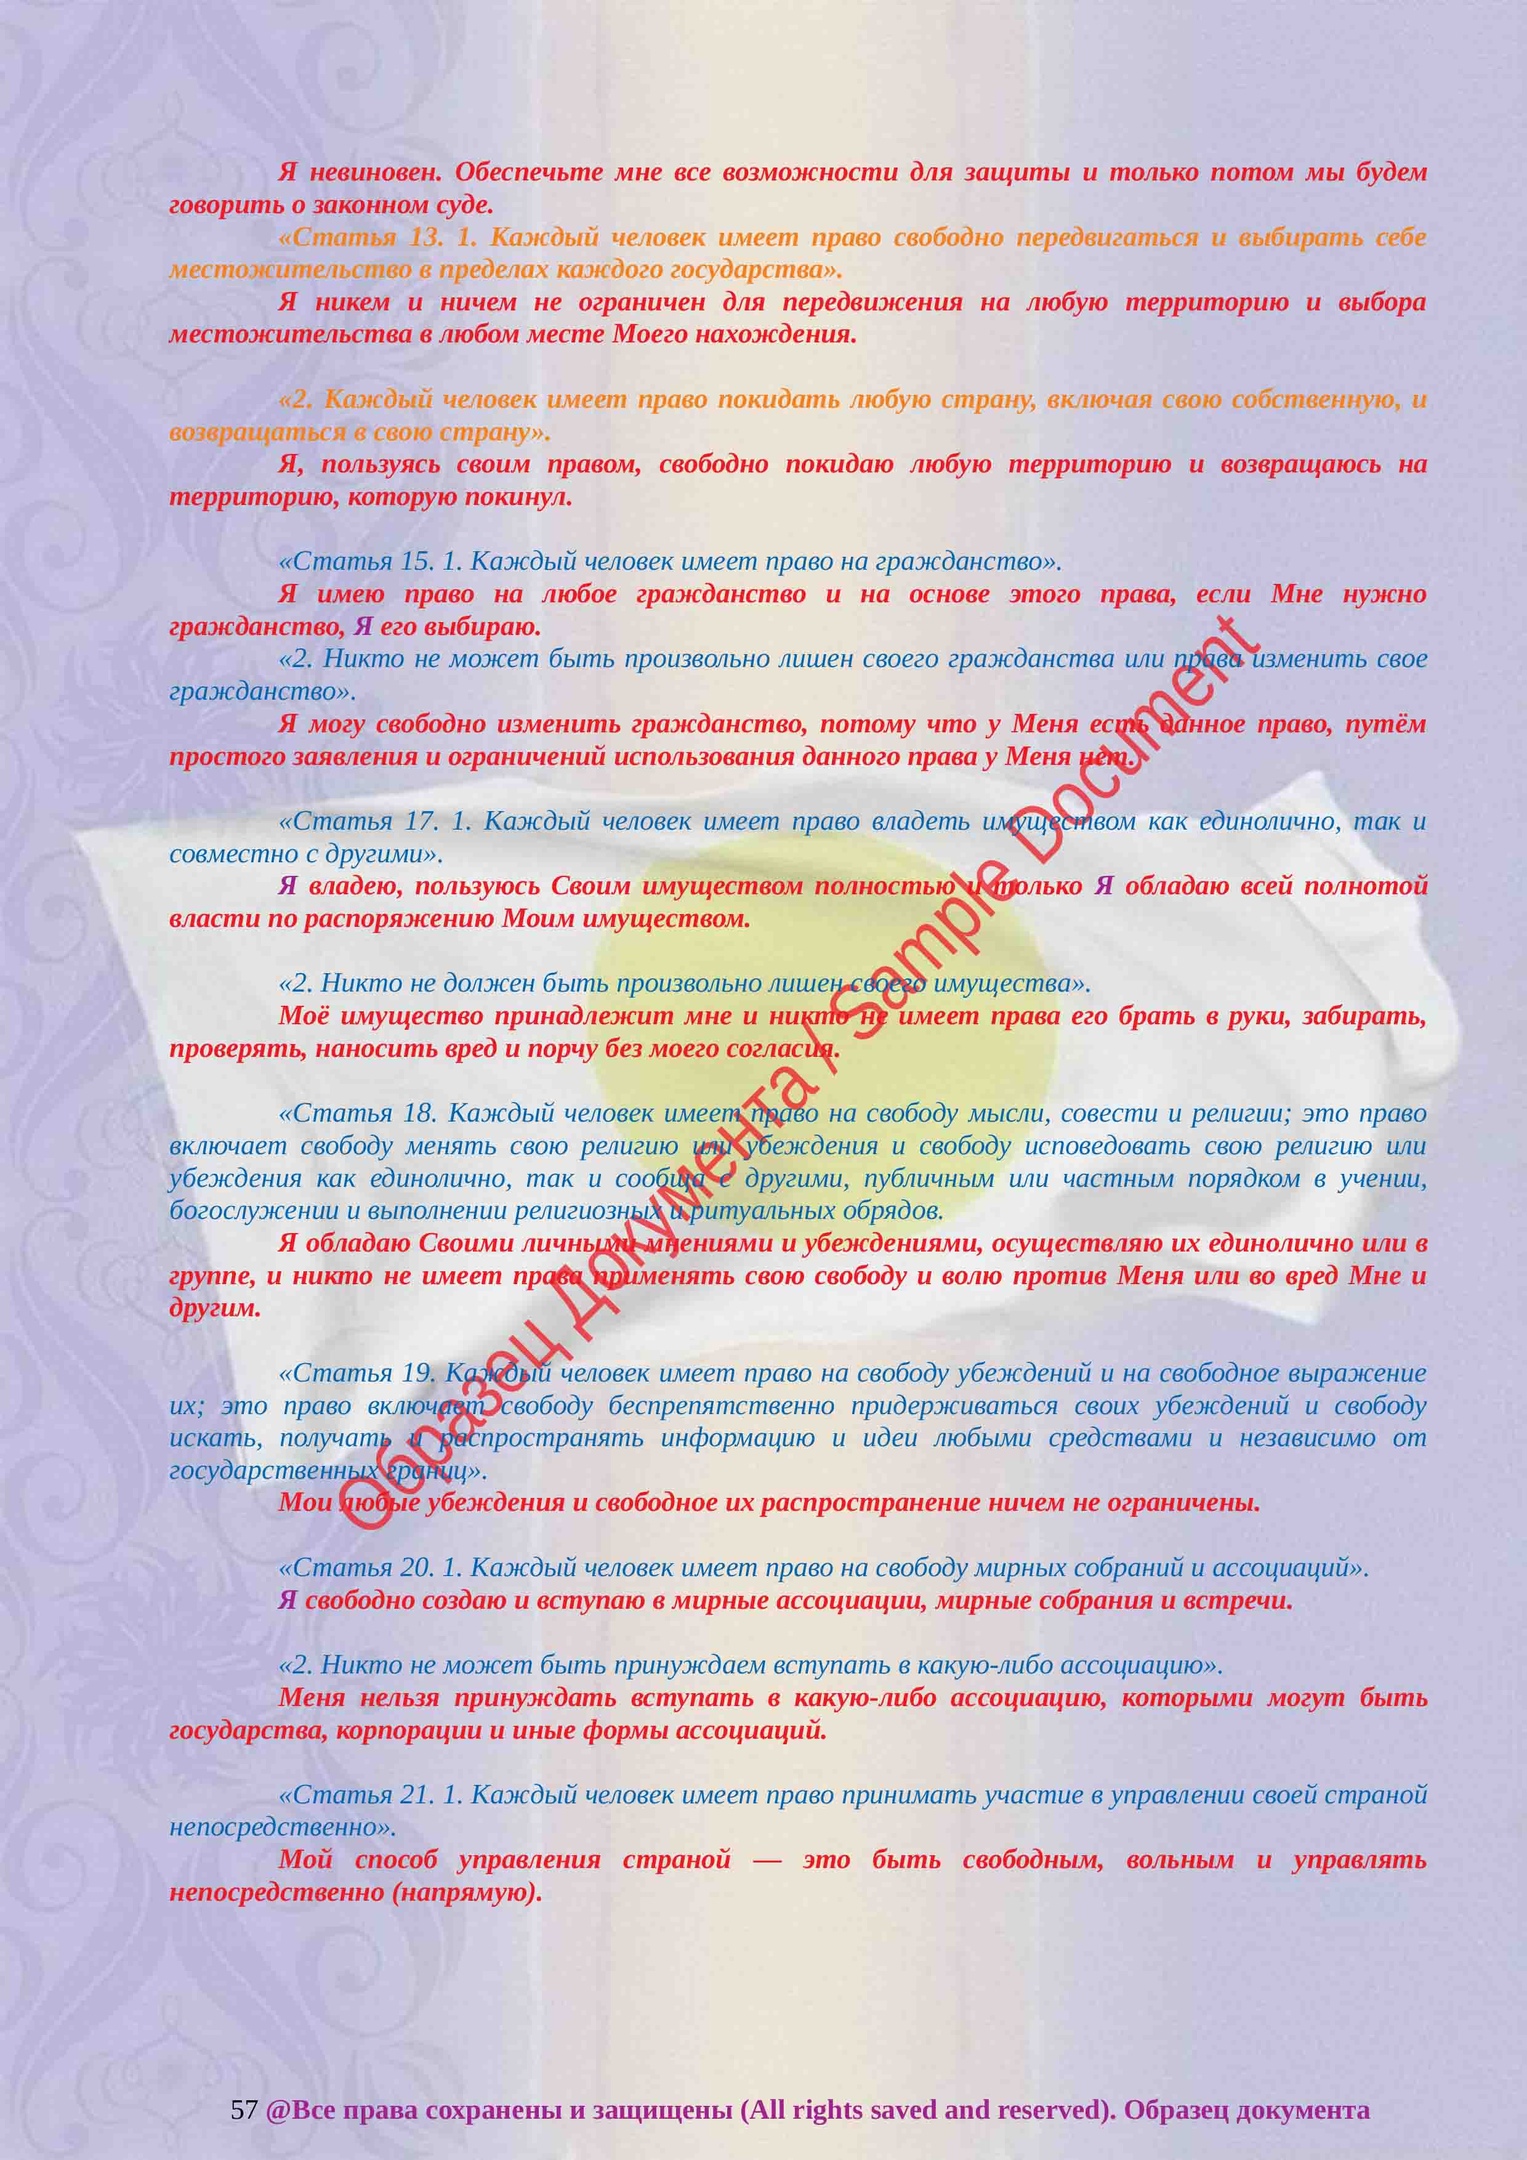 Я невиновен. Обеспечьте мне все возможности для защиты и только потом мы будем
говорить о законном суде.
«Статья 13. 1. Каждый человек имеет право свободно передвигаться и выбирать себе
местожительство в пределах каждого государства».
Я никем и ничем не ограничен для передвижения на любую территорию и выбора
местожительства в любом месте Моего нахождения.
«2. Каждый человек имеет право покидать любую страну, включая свою собственную, и
возвращаться в свою страну».
Я, пользуясь своим правом, свободно покидаю любую территорию и возвращаюсь на
территорию, которую покинул.
«Статья 15. 1. Каждый человек имеет право на гражданство».
Я имею право на любое гражданство и на основе этого права, если Мне нужно
гражданство, Я его выбираю.
«2. Никто не может быть произвольно лишен своего гражданства или права изменить свое
гражданство».
Я могу свободно изменить гражданство, потому что у Меня есть данное право, путём
простого заявления и ограничений использования данного права у Меня нет.
«Статья 17. 1. Каждый человек имеет право владеть имуществом как единолично, так и
совместно с другими».
Я владею, пользуюсь Своим имуществом полностью и только Я обладаю всей полнотой
власти по распоряжению Моим имуществом.
«2. Никто не должен быть произвольно лишен своего имущества».
Моё имущество принадлежит мне и никто не имеет права его брать в руки, забирать,
проверять, наносить вред и порчу без моего согласия.
«Статья 18. Каждый человек имеет право на свободу мысли, совести и религии; это право
включает свободу менять свою религию или убеждения и свободу исповедовать свою религию или
убеждения как единолично, так и сообща с другими, публичным или частным порядком в учении,
богослужении и выполнении религиозных и ритуальных обрядов.
Я обладаю Своими личными мнениями и убеждениями, осуществляю их единолично или в
группе, и никто не имеет права применять свою свободу и волю против Меня или во вред Мне и
другим.
«Статья 19. Каждый человек имеет право на свободу убеждений и на свободное выражение
их; это право включает свободу беспрепятственно придерживаться своих убеждений и свободу
искать, получать и распространять информацию и идеи любыми средствами и независимо от
государственных границ».
Мои любые убеждения и свободное их распространение ничем не ограничены.
«Статья 20. 1. Каждый человек имеет право на свободу мирных собраний и ассоциаций».
Я свободно создаю и вступаю в мирные ассоциации, мирные собрания и встречи.
«2. Никто не может быть принуждаем вступать в какую-либо ассоциацию».
Меня нельзя принуждать вступать в какую-либо ассоциацию, которыми могут быть
государства, корпорации и иные формы ассоциаций.
«Статья 21. 1. Каждый человек имеет право принимать участие в управлении своей страной
непосредственно».
Мой способ управления страной — это быть свободным, вольным и управлять
непосредственно (напрямую).
Образец Документа / Sample Document
57 @Все права сохранены и защищены (All rights saved and reserved). Образец документа